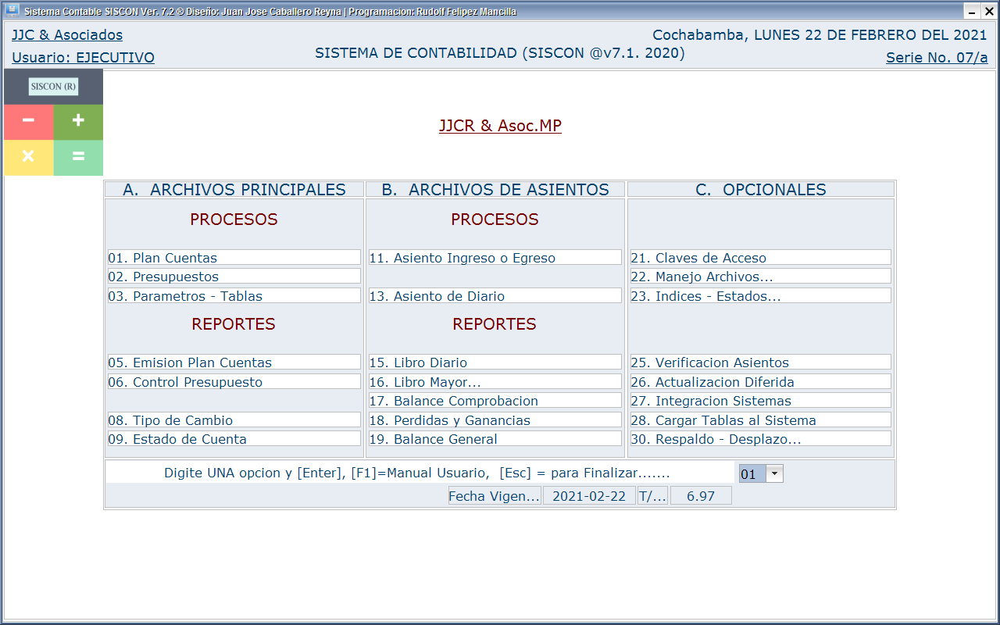 Sistema Contable SISCON Ver. 7.2 ® Diseño: Juan Jose Caballero Reyna | Programacion: Rudolf Felipez Mancilla
JJC & Asociados
Cochabamba, LUNES 22 DE FEBRERO DEL 2021
Usuario: EJECUTIVO
SISTEMA DE CONTABILIDAD (SISCON @v7.1. 2020)
Serie No. 07/a
SISCON (R)
− +
× =
JJCR & Asoc.MP
A. ARCHIVOS PRINCIPALES
PROCESOS
01. Plan Cuentas
02. Presupuestos
03. Parametros - Tablas
REPORTES
05. Emision Plan Cuentas
06. Control Presupuesto
08. Tipo de Cambio
09. Estado de Cuenta
B. ARCHIVOS DE ASIENTOS
PROCESOS
11. Asiento Ingreso o Egreso
13. Asiento de Diario
REPORTES
15. Libro Diario
16. Libro Mayor...
17. Balance Comprobacion
18. Perdidas y Ganancias
19. Balance General
C. OPCIONALES
21. Claves de Acceso
22. Manejo Archivos...
23. Indices - Estados...
25. Verificacion Asientos
26. Actualizacion Diferida
27. Integracion Sistemas
28. Cargar Tablas al Sistema
30. Respaldo - Desplazo...
Digite UNA opcion y [Enter], [F1]=Manual Usuario, [Esc] = para Finalizar....... 01
Fecha Vigen... 2021-02-22 T/... 6.97